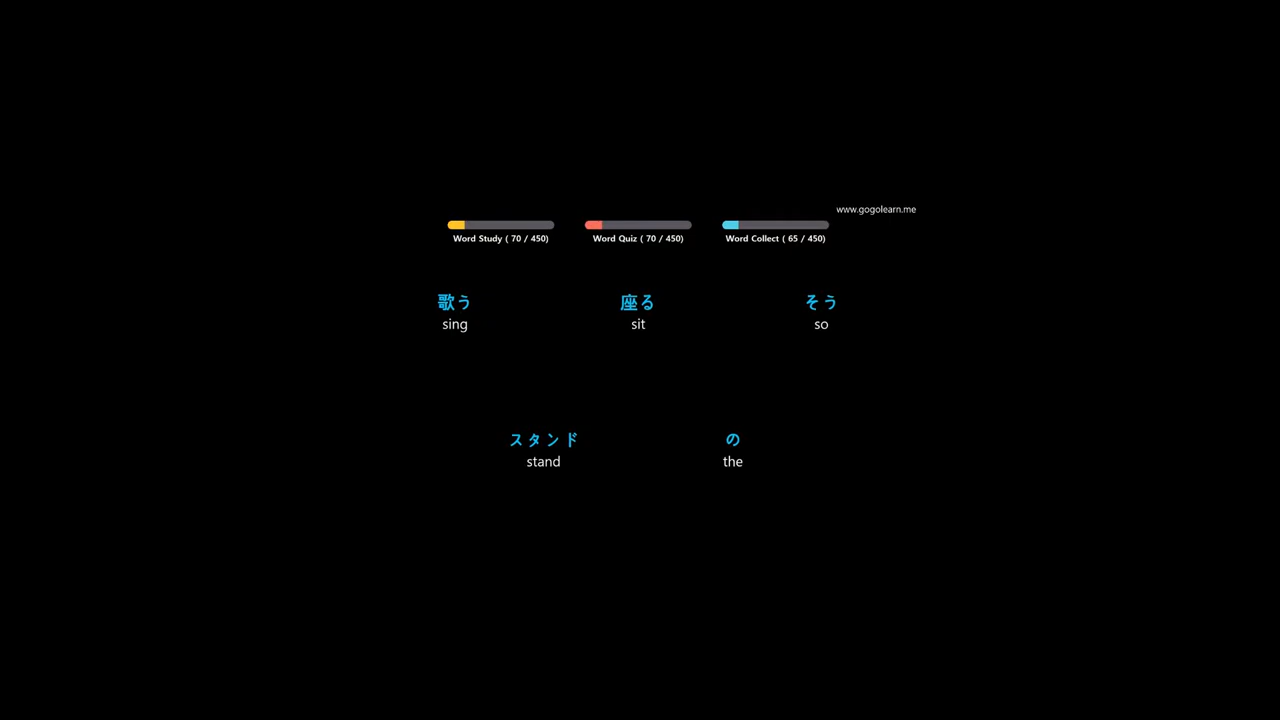 www.gogolearn.me
Word Study ( 70 / 450)
Word Quiz ( 70 / 450)
Word Collect ( 65 / 450)
歌う
sing
座る
sit
そう
so
スタンド
stand
の
the